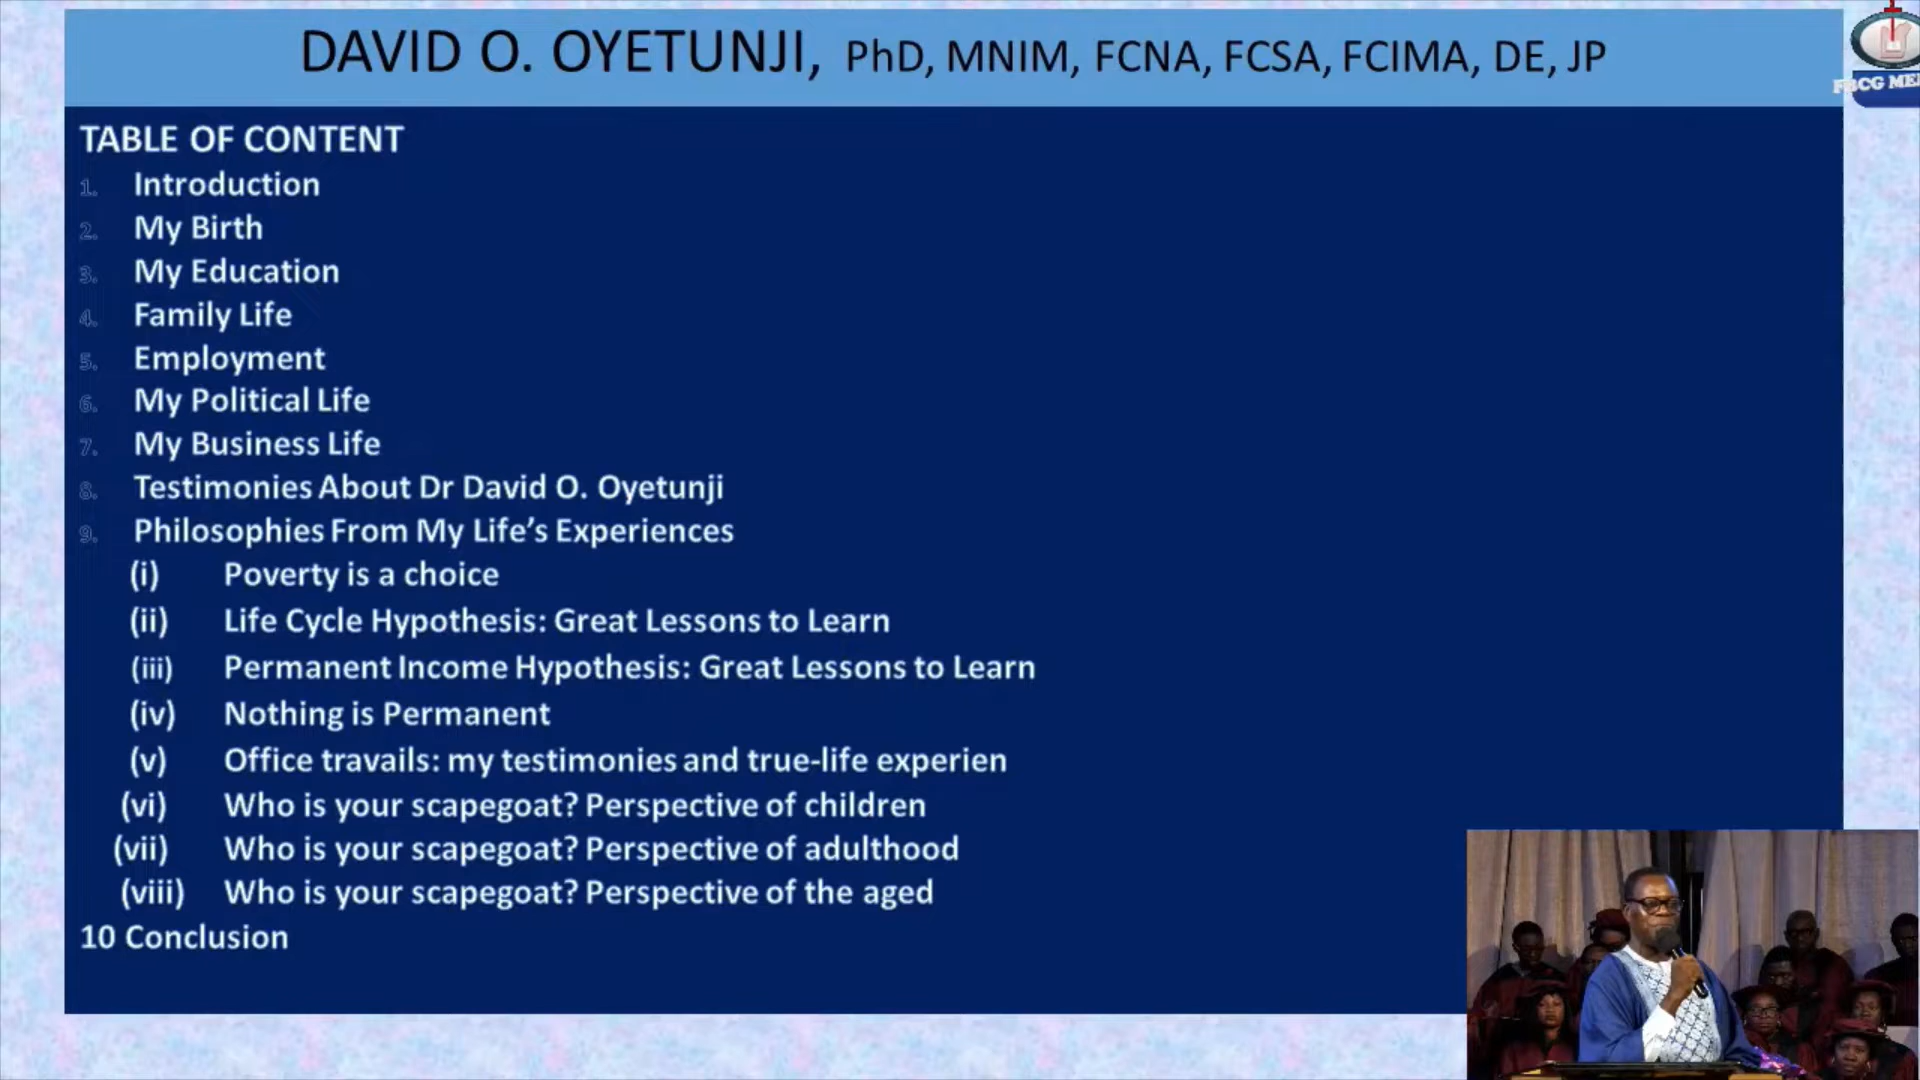 DAVID O. OYETUNJI, PhD, MNIM, FCNA, FCSA, FCIMA, DE, JP
FBCG ME
TABLE OF CONTENT
1. Introduction
2. My Birth
3. My Education
4. Family Life
5. Employment
6. My Political Life
7. My Business Life
8. Testimonies About Dr David O. Oyetunji
9. Philosophies From My Life's Experiences
(i) Poverty is a choice
(ii) Life Cycle Hypothesis: Great Lessons to Learn
(iii) Permanent Income Hypothesis: Great Lessons to Learn
(iv) Nothing is Permanent
(v) Office travails: my testimonies and true-life experien
(vi) Who is your scapegoat? Perspective of children
(vii) Who is your scapegoat? Perspective of adulthood
(viii) Who is your scapegoat? Perspective of the aged
10 Conclusion